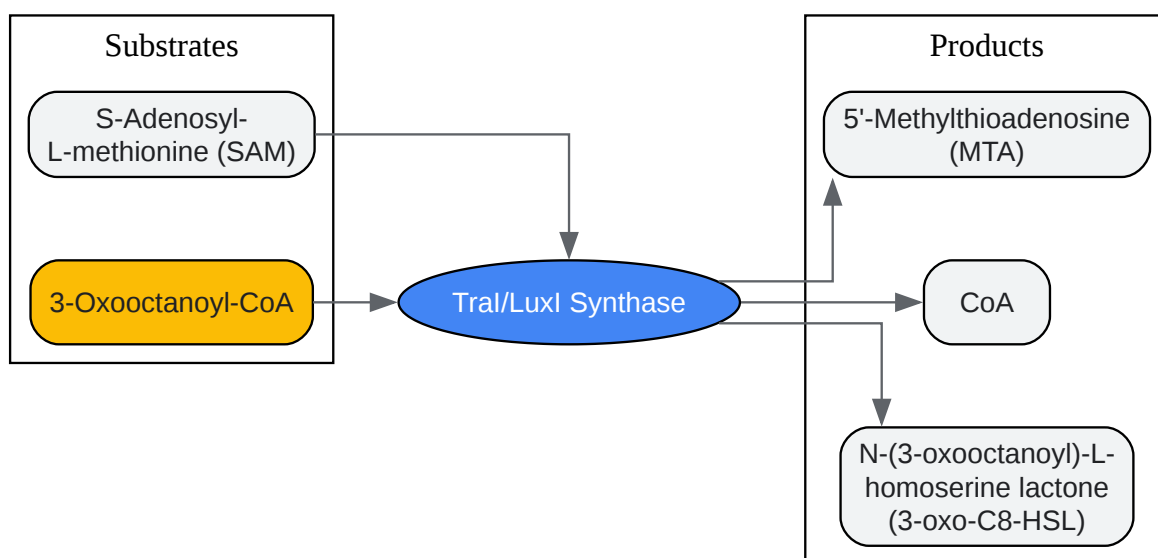 Substrates
S-Adenosyl-
L-methionine (SAM)
3-Oxooctanoyl-CoA
TraI/LuxI Synthase
Products
5'-Methylthioadenosine
(MTA)
CoA
N-(3-oxooctanoyl)-L-
homoserine lactone
(3-oxo-C8-HSL)